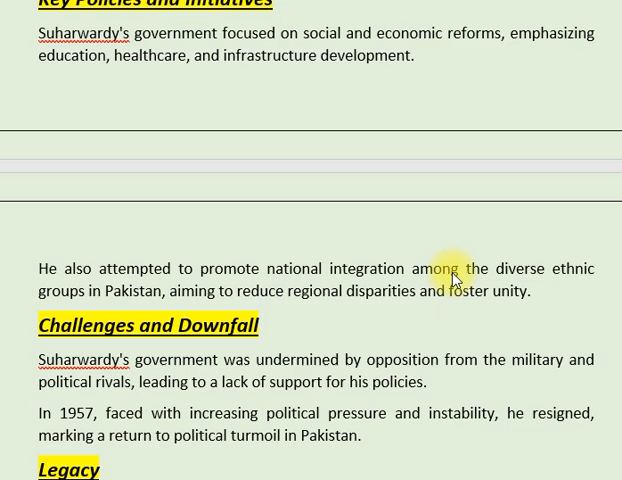 Key Policies and Initiatives
Suharwardy's government focused on social and economic reforms, emphasizing
education, healthcare, and infrastructure development.
He also attempted to promote national integration among the diverse ethnic
groups in Pakistan, aiming to reduce regional disparities and foster unity.
Challenges and Downfall
Suharwardy's government was undermined by opposition from the military and
political rivals, leading to a lack of support for his policies.
In 1957, faced with increasing political pressure and instability, he resigned,
marking a return to political turmoil in Pakistan.
Legacy